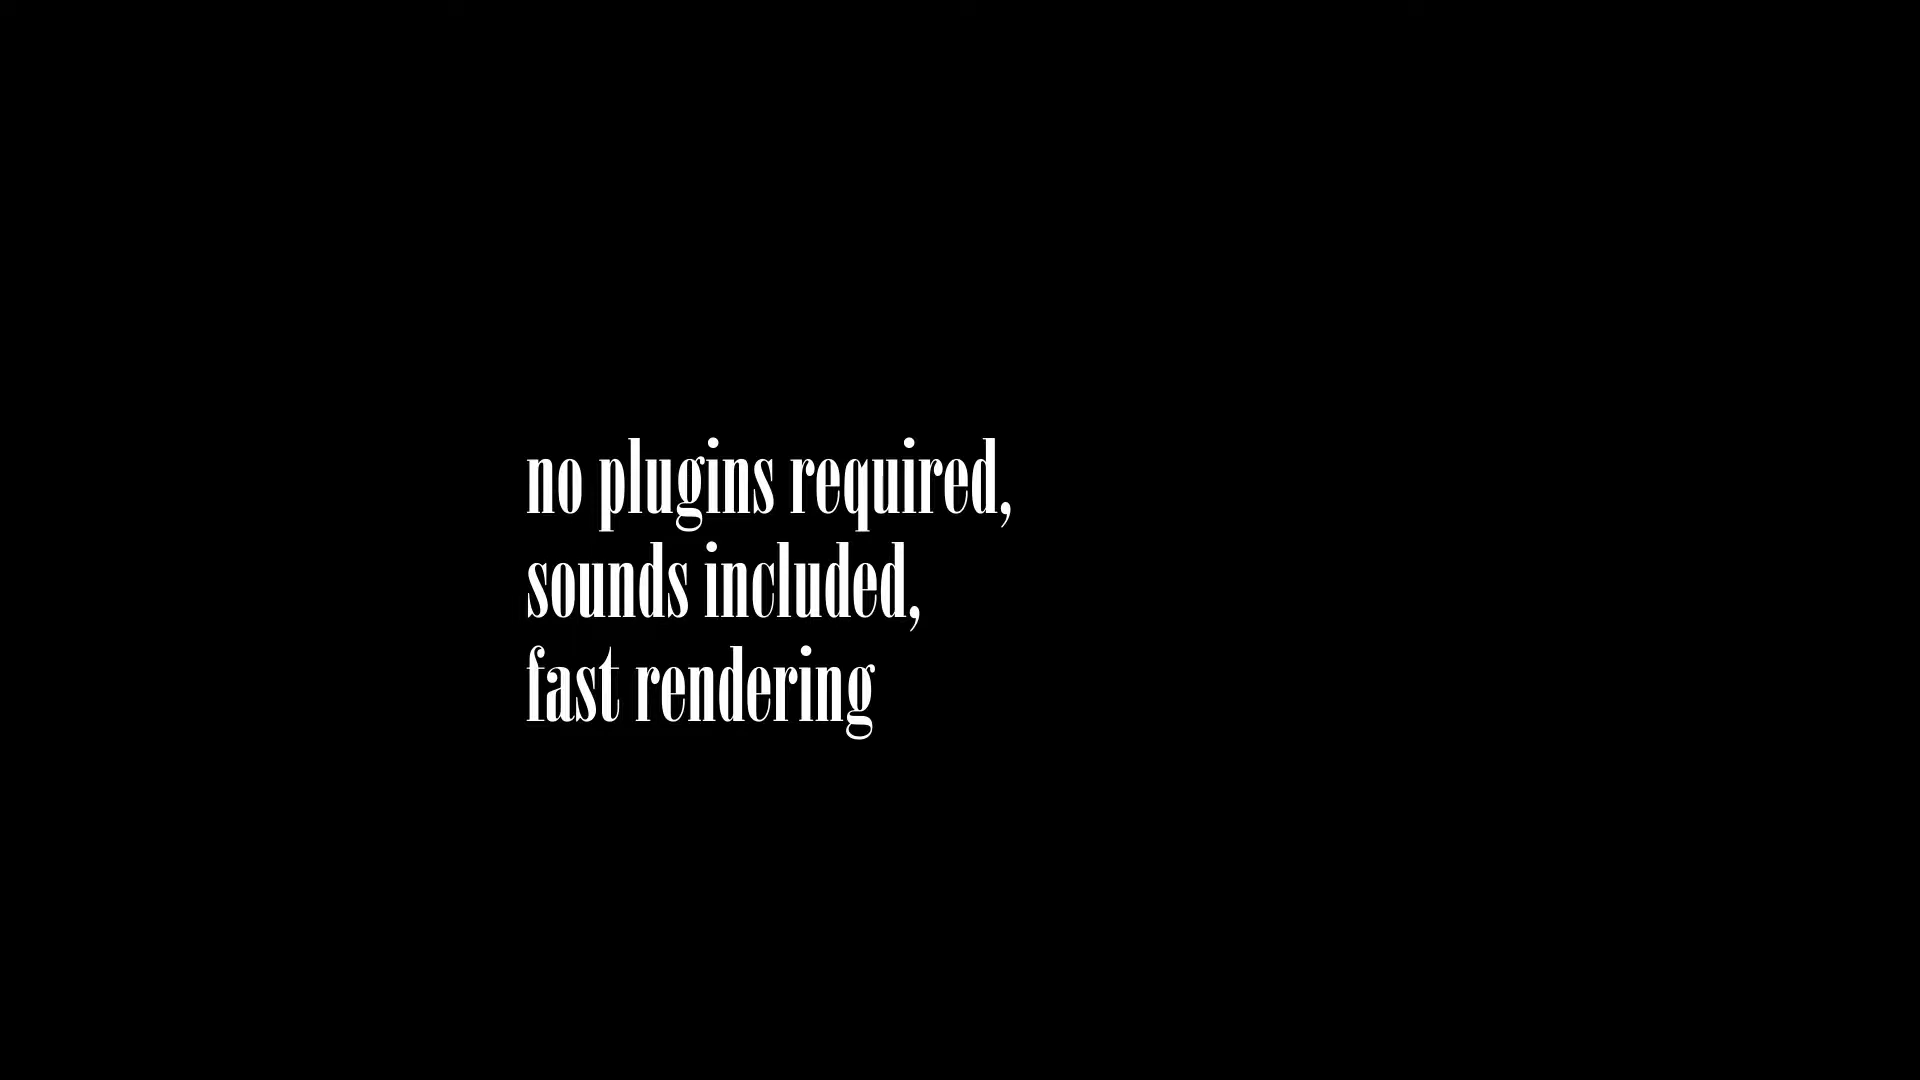 no plugins required,
sounds included,
fast rendering